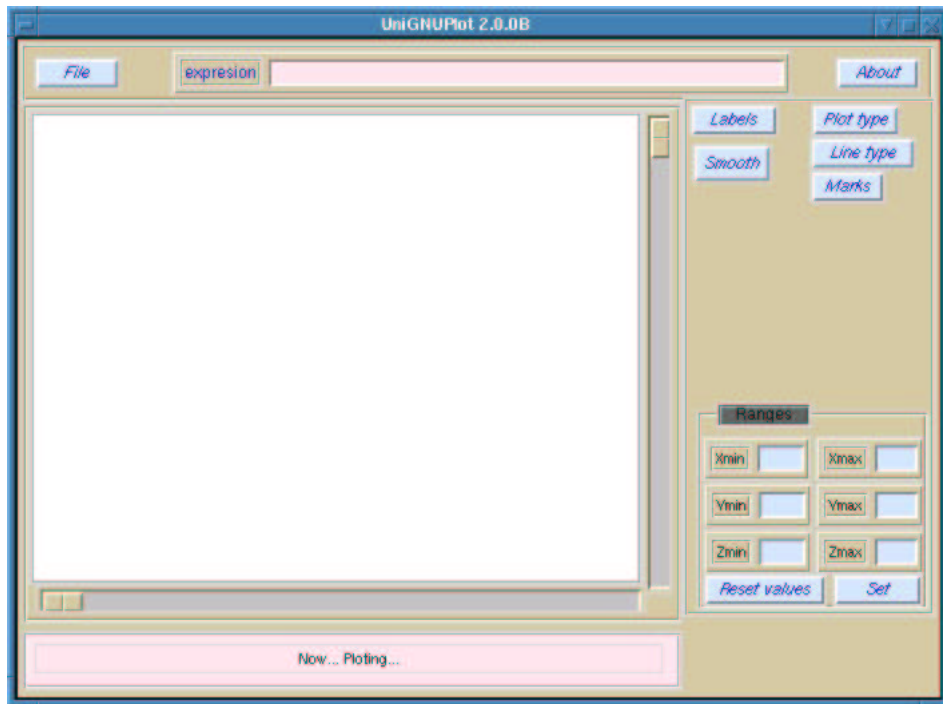 UniGNUPlot 2.0.0B
File expresion About
Labels Plot type
Smooth Line type
Marks
Ranges
Xmin Xmax
Ymin Ymax
Zmin Zmax
Reset values Set
Now... Ploting...